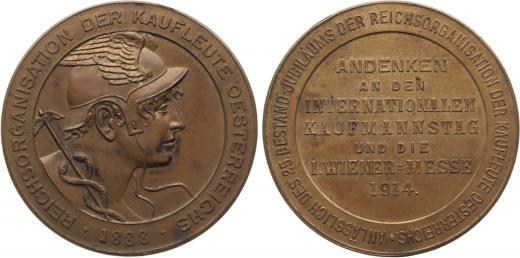 REICHSORGANISATION DER KAUFLEUTE OESTERREICHS
· 1883 ·
ANLÄSSLICH DES 25. BESTAND-JUBILÄUMS DER REICHSORGANISATION DER KAUFLEUTE OESTERREICHS
ANDENKEN
AN DEN
INTERNATIONALEN
KAUFMANNSTAG
UND DIE
I. WIENER=MESSE
1914.